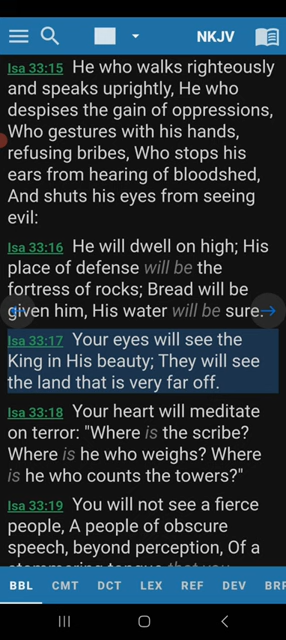 NKJV
Isa 33:15 He who walks righteously
and speaks uprightly, He who
despises the gain of oppressions,
Who gestures with his hands,
refusing bribes, Who stops his
ears from hearing of bloodshed,
And shuts his eyes from seeing
evil:
Isa 33:16 He will dwell on high; His
place of defense will be the
fortress of rocks; Bread will be
given him, His water will be sure.
Isa 33:17 Your eyes will see the
King in His beauty; They will see
the land that is very far off.
Isa 33:18 Your heart will meditate
on terror: "Where is the scribe?
Where is he who weighs? Where
is he who counts the towers?"
Isa 33:19 You will not see a fierce
people, A people of obscure
speech, beyond perception, Of a
stammering tongue that you
BBL CMT DCT LEX REF DEV BRF